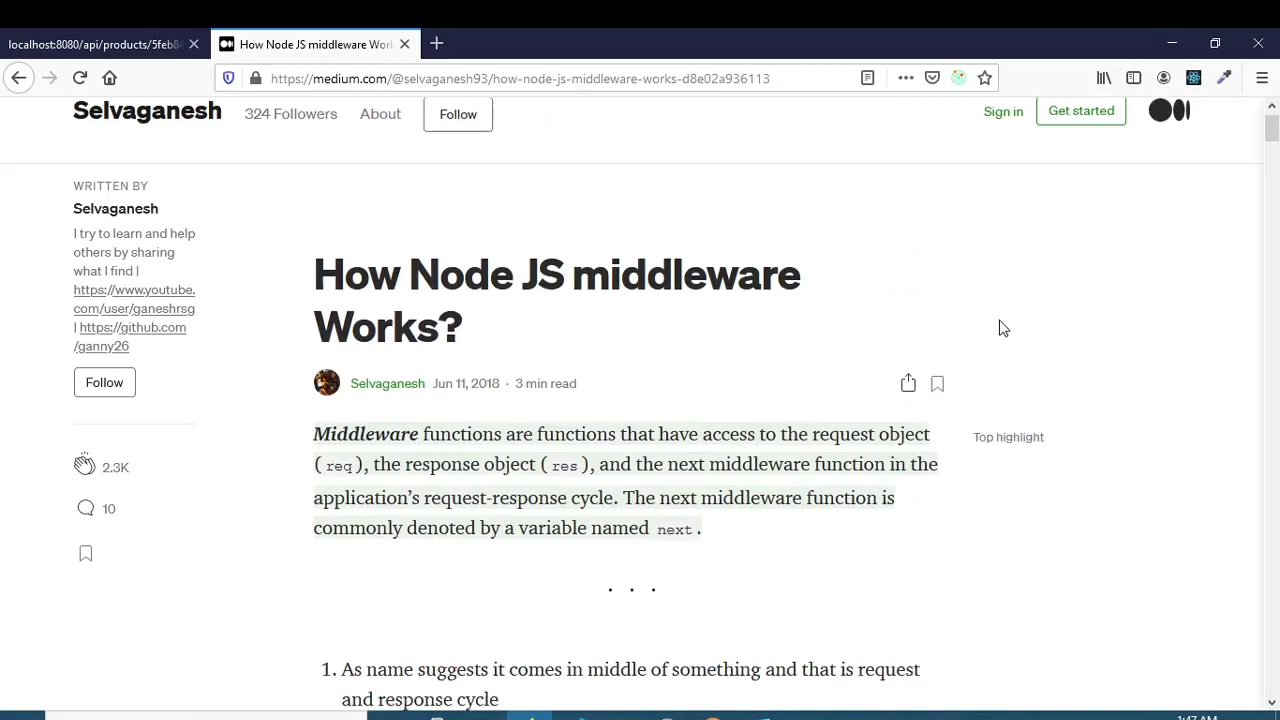 localhost:8080/api/products/5feb84
How Node JS middleware Wor
https://medium.com/@selvaganesh93/how-node-js-middleware-works-d8e02a936113
Selvaganesh 324 Followers About Follow Sign in Get started
WRITTEN BY
Selvaganesh
I try to learn and help
others by sharing
what I find |
https://www.youtube.
com/user/ganeshrsg
| https://github.com
/ganny26
Follow
2.3K
10
How Node JS middleware
Works?
Selvaganesh Jun 11, 2018 · 3 min read
Middleware functions are functions that have access to the request object
(req), the response object (res), and the next middleware function in the
application’s request-response cycle. The next middleware function is
commonly denoted by a variable named next.
Top highlight
. . .
1. As name suggests it comes in middle of something and that is request
and response cycle
1:47 AM